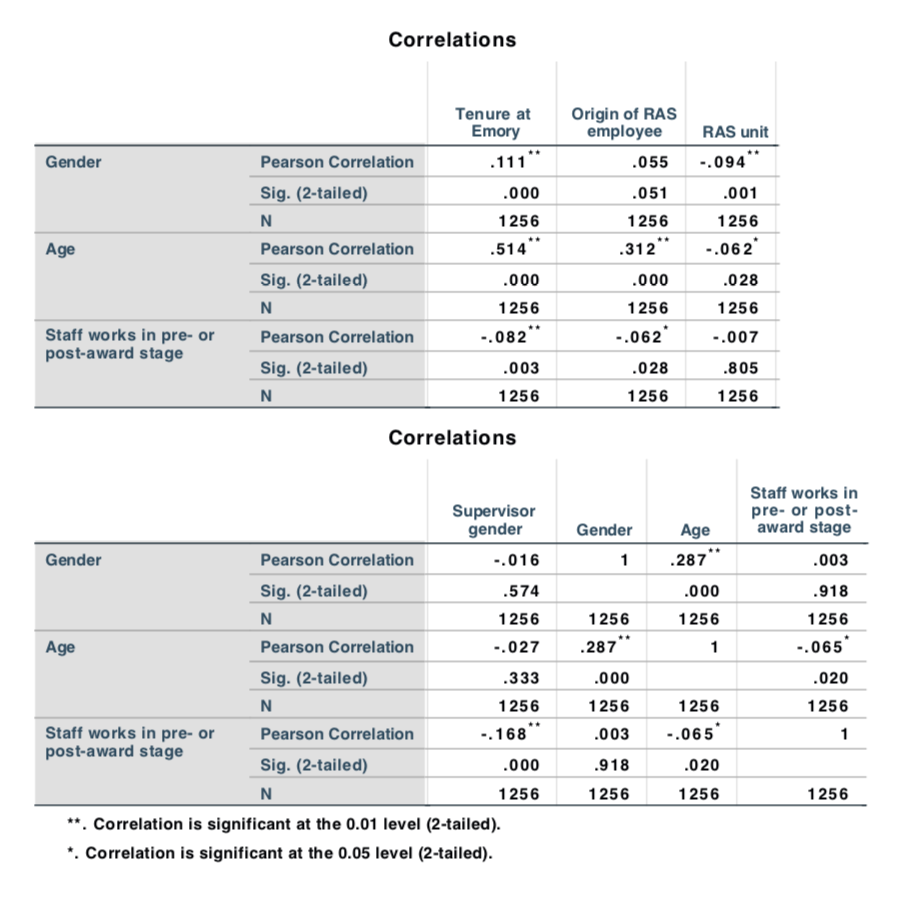 Correlations
Tenure at Emory Origin of RAS employee RAS unit
Gender Pearson Correlation .111** .055 -.094**
Sig. (2-tailed) .000 .051 .001
N 1256 1256 1256
Age Pearson Correlation .514** .312** -.062*
Sig. (2-tailed) .000 .000 .028
N 1256 1256 1256
Staff works in pre- or post-award stage Pearson Correlation -.082** -.062* -.007
Sig. (2-tailed) .003 .028 .805
N 1256 1256 1256
Correlations
Supervisor gender Gender Age Staff works in pre- or post-award stage
Gender Pearson Correlation -.016 1 .287** .003
Sig. (2-tailed) .574 .000 .918
N 1256 1256 1256 1256
Age Pearson Correlation -.027 .287** 1 -.065*
Sig. (2-tailed) .333 .000 .020
N 1256 1256 1256 1256
Staff works in pre- or post-award stage Pearson Correlation -.168** .003 -.065* 1
Sig. (2-tailed) .000 .918 .020
N 1256 1256 1256 1256
**. Correlation is significant at the 0.01 level (2-tailed).
*. Correlation is significant at the 0.05 level (2-tailed).